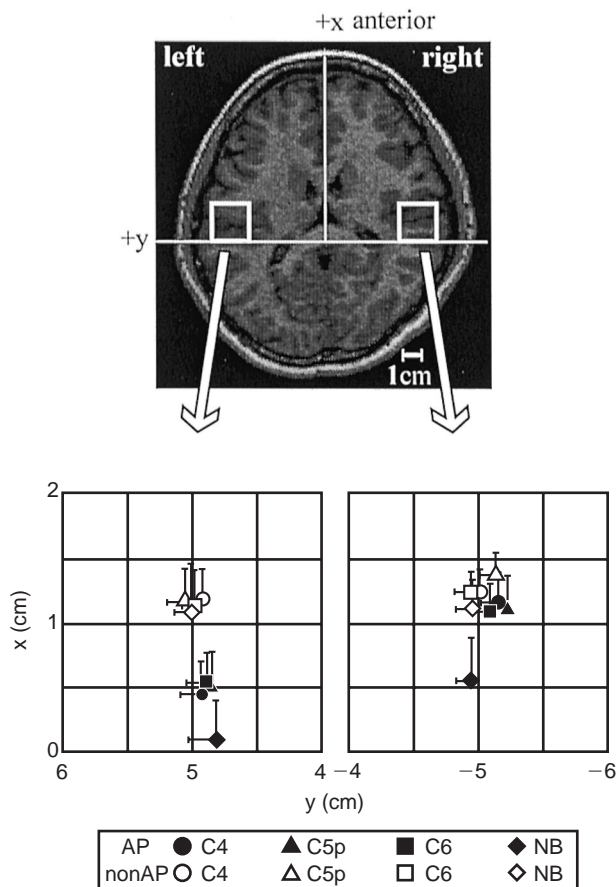 +x anterior
left right
+y
1cm
2
1
0
x (cm)
6 5 4 −4 −5 −6
y (cm)
AP C4 C5p C6 NB
nonAP C4 C5p C6 NB